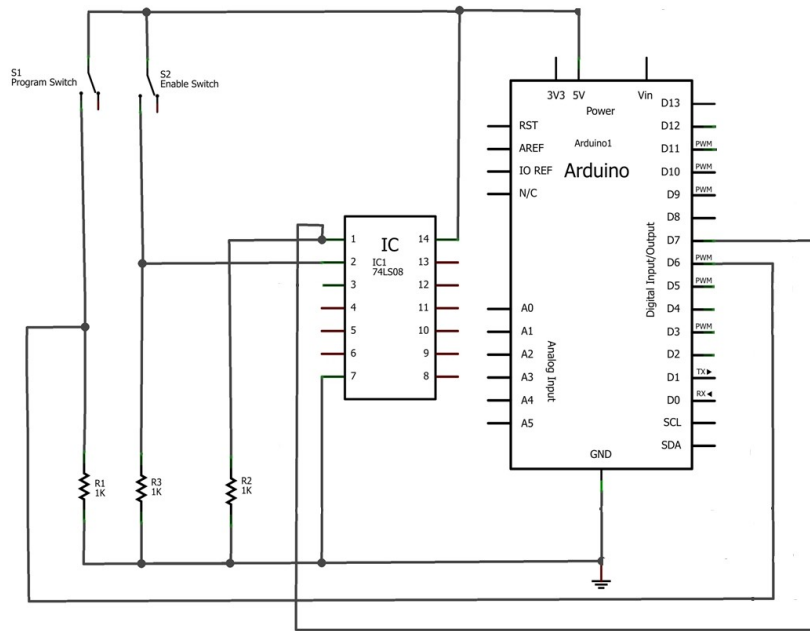 S1
Program Switch
S2
Enable Switch
3V3 5V Vin
Power
Arduino1
Arduino
RST
AREF
IO REF
N/C
A0
A1
A2
A3
A4
A5
Analog Input
D13
D12
D11 PWM
D10 PWM
D9 PWM
D8
D7
D6 PWM
D5 PWM
D4
D3 PWM
D2
D1 TX
D0 RX
SCL
SDA
Digital Input/Output
GND
IC
IC1
74LS08
1 14
2 13
3 12
4 11
5 10
6 9
7 8
R1
1K
R3
1K
R2
1K